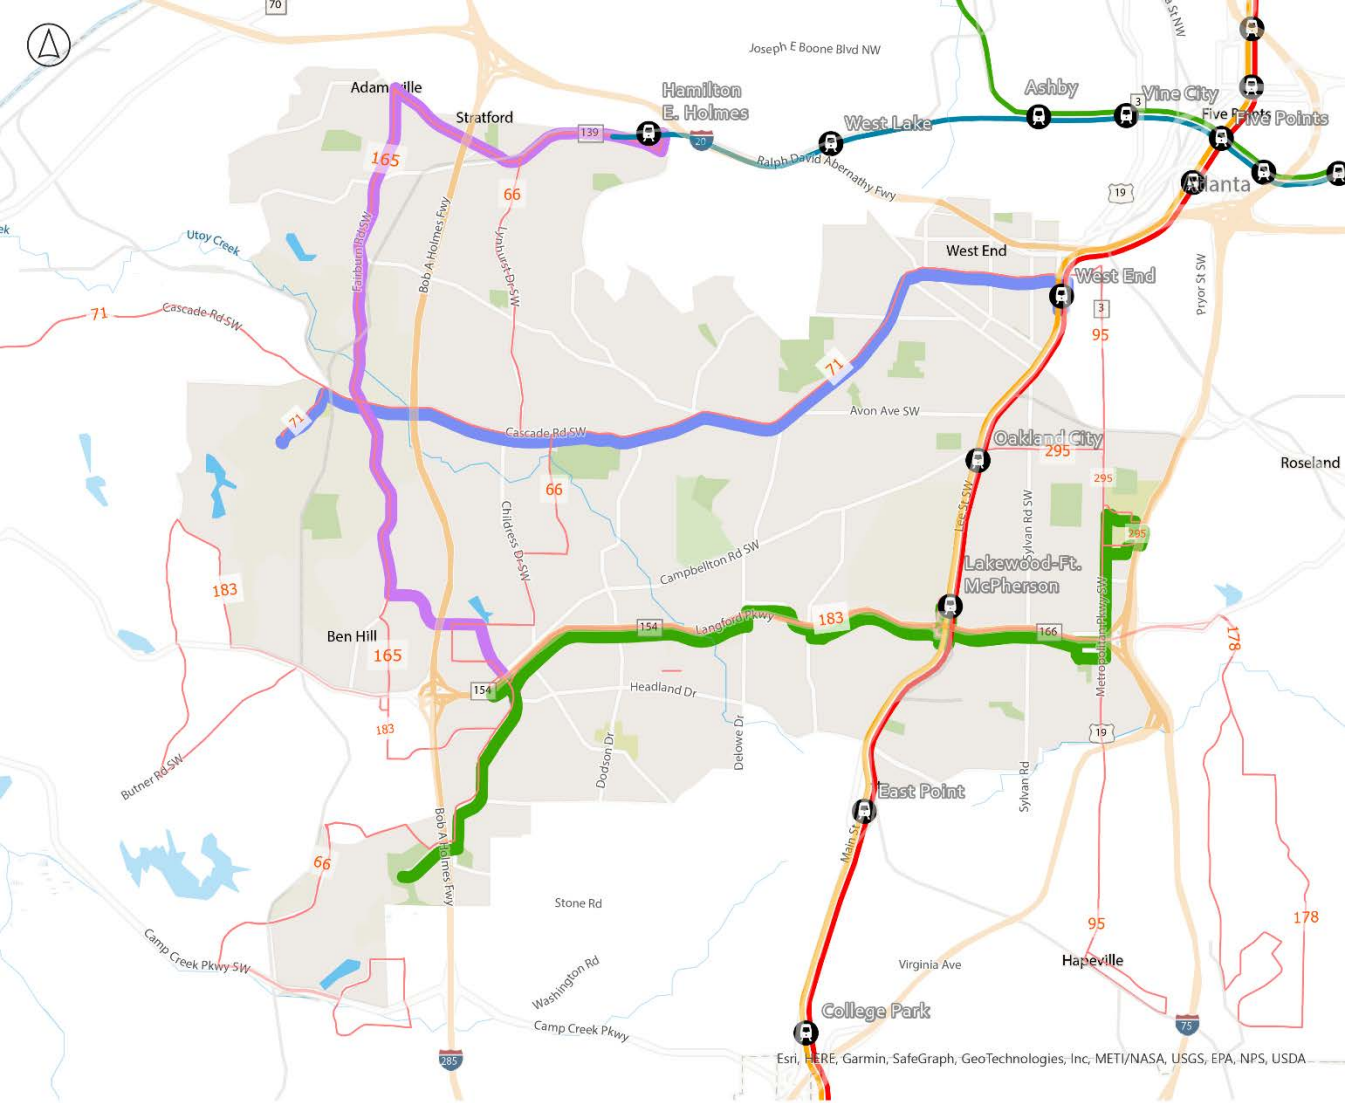 70
Joseph E Boone Blvd NW
a St NW
Adamsville
Hamilton
E. Holmes
Ashby
Vine City
3
Stratford
139
20
West Lake
Five Points
Five Points
165
Ralph David Abernathy Fwy
66
19
Atlanta
ek
Utoy Creek
Fairburn Rd SW
Bob A Holmes Fwy
Lynhurst Dr SW
West End
West End
Pryor St SW
71
Cascade Rd SW
3
95
71
71
Avon Ave SW
Cascade Rd SW
Oakland City
295
Roseland
66
295
Lee St SW
Sylvan Rd SW
Childress Dr SW
295
Campbellton Rd SW
Lakewood-Ft.
McPherson
183
154
Langford Pkwy
183
166
Metropolitan Pkwy SW
178
Ben Hill
165
154
Headland Dr
183
19
Delowe Dr
Dodson Dr
Butner Rd SW
Sylvan Rd
East Point
Main St
Bob A Holmes Fwy
66
Stone Rd
95
178
Camp Creek Pkwy SW
Washington Rd
Virginia Ave
Hapeville
College Park
75
Camp Creek Pkwy
285
Esri, HERE, Garmin, SafeGraph, GeoTechnologies, Inc, METI/NASA, USGS, EPA, NPS, USDA